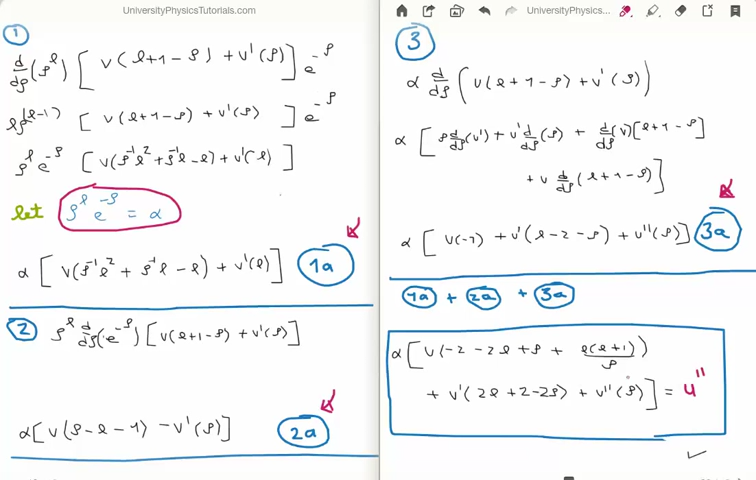 UniversityPhysicsTutorials.com
1
d/dρ (ρ^ℓ) [ v(ℓ+1−ρ) + v'(ρ) ] e^−ρ
ℓρ^(ℓ−1) [ v(ℓ+1−ρ) + v'(ρ) ] e^−ρ
ρ^ℓ e^−ρ [ v(ρ^−1 ℓ^2 + ρ^−1 ℓ − ℓ) + v'(ℓ) ]
let ρ^ℓ e^−ρ = α
α [ v(ρ^−1 ℓ^2 + ρ^−1 ℓ − ℓ) + v'(ℓ) ] 1a
2 ρ^ℓ d/dρ (e^−ρ) [ v(ℓ+1−ρ) + v'(ρ) ]
α [ v(ρ−ℓ−1) − v'(ρ) ] 2a
UniversityPhysicsTutorials....
3
α d/dρ ( v(ℓ+1−ρ) + v'(ρ) )
α [ ρ d/dρ (v') + v' d/dρ (ρ) + d/dρ (v) [ℓ+1−ρ]
+ v d/dρ (ℓ+1−ρ) ]
α [ v(−1) + v'(ℓ−2−ρ) + v''(ρ) ] 3a
1a + 2a + 3a
α [ v(−2−2ℓ+ρ + ℓ(ℓ+1)/ρ )
+ v'(2ℓ+2−2ρ) + v''(ρ) ] = u''